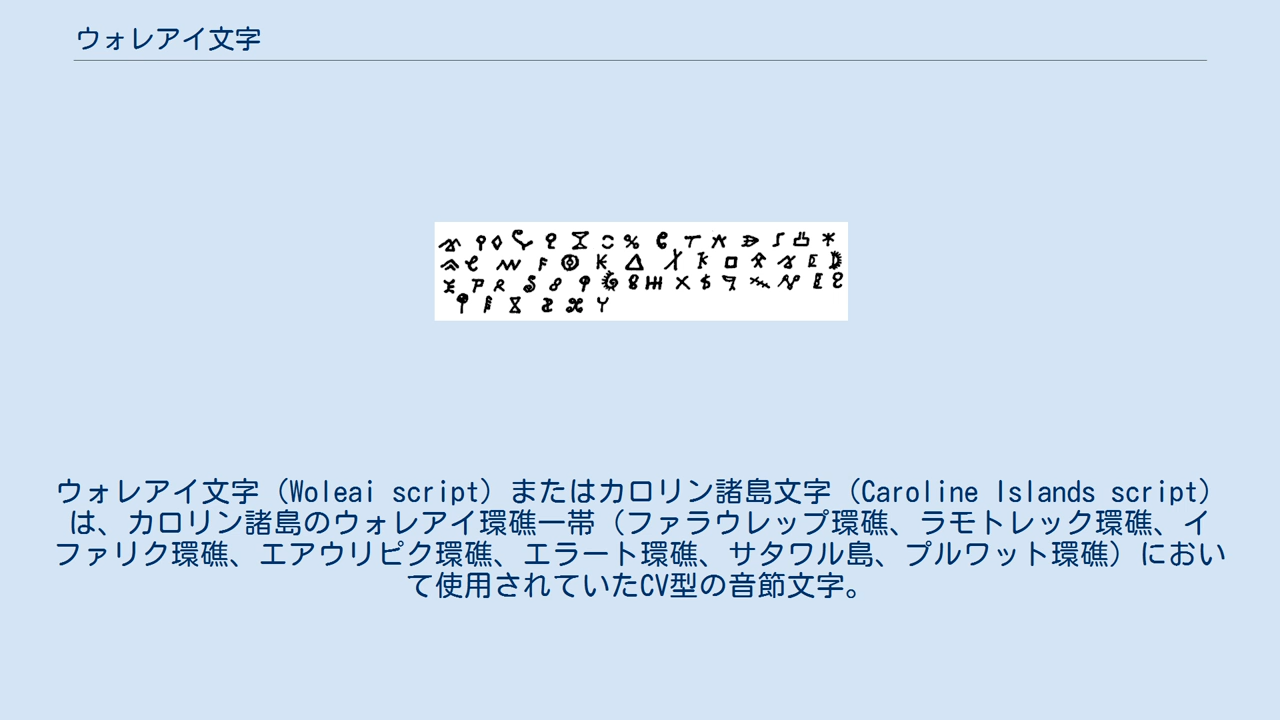 ウォレアイ文字
ウォレアイ文字（Woleai script）またはカロリン諸島文字（Caroline Islands script）
は、カロリン諸島のウォレアイ環礁一帯（ファラウレップ環礁、ラモトレック環礁、イ
ファリク環礁、エアウリピク環礁、エラート環礁、サタワル島、プルワット環礁）におい
て使用されていたCV型の音節文字。